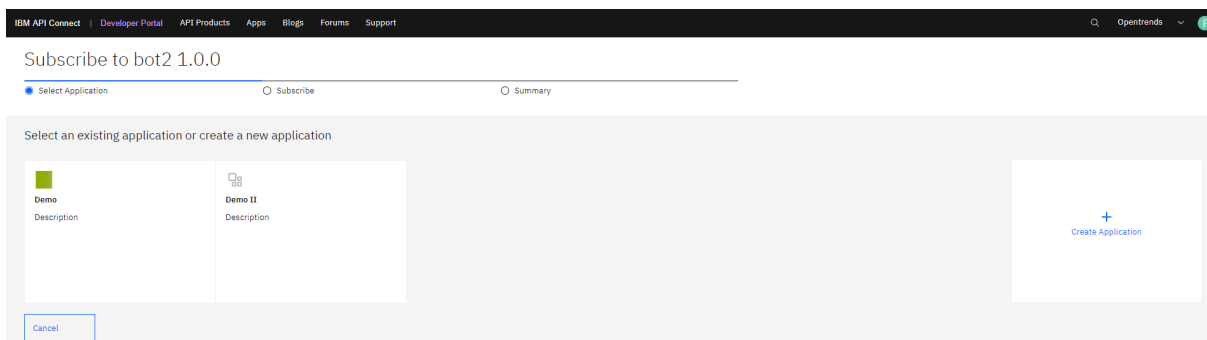 IBM API Connect | Developer Portal API Products Apps Blogs Forums Support Opentrends
Subscribe to bot2 1.0.0
Select Application Subscribe Summary
Select an existing application or create a new application
Demo Demo II
Description Description
+
Create Application
Cancel